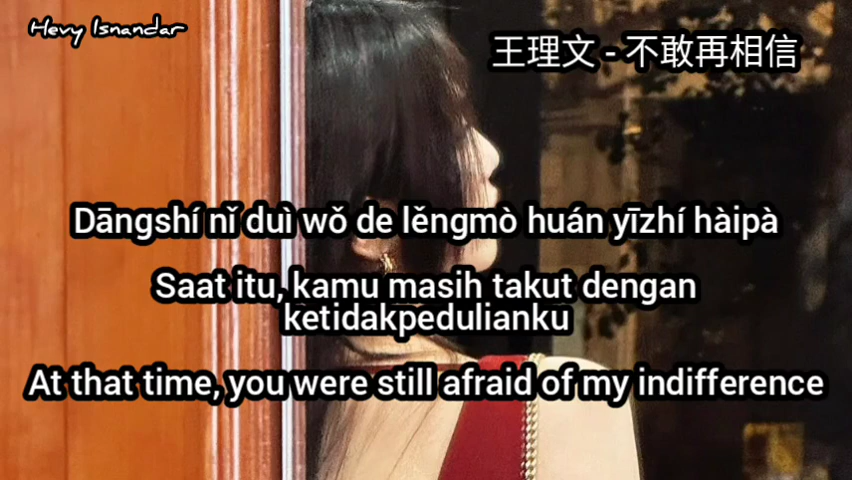 Hevy Isnandar
王理文 - 不敢再相信
Dāngshí nǐ duì wǒ de lěngmò huán yīzhí hàipà
Saat itu, kamu masih takut dengan
ketidakpedulianku
At that time, you were still afraid of my indifference